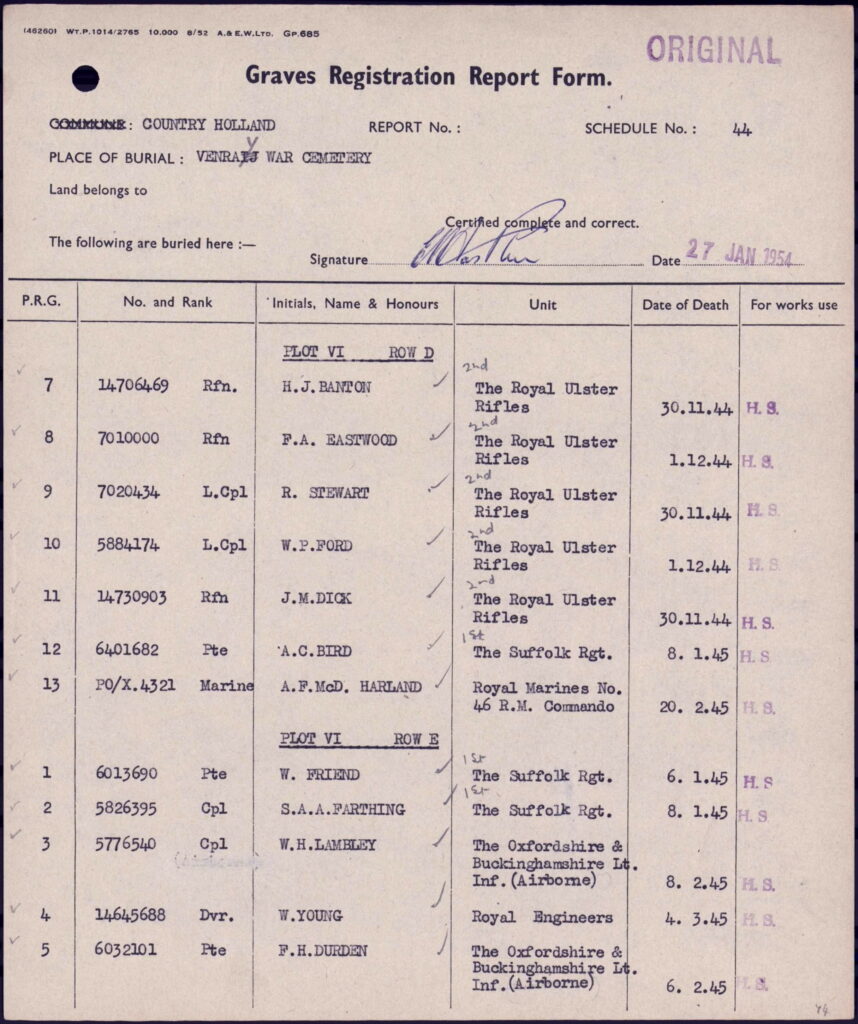 (46260) WT.P.1014/2765 10.000 8/52 A.&E.W.LTD. GP.685
ORIGINAL
Graves Registration Report Form.
COMMUNE: COUNTRY HOLLAND REPORT No. : SCHEDULE No. : 44
PLACE OF BURIAL : VENRAIJ WAR CEMETERY
Y
Land belongs to
Certified complete and correct.
The following are buried here :—
Signature Date 27 JAN 1954
P.R.G. No. and Rank Initials, Name & Honours Unit Date of Death For works use
PLOT VI ROW D
2nd
7 14706469 Rfn. H.J.BANTON The Royal Ulster
Rifles 30.11.44 H.S.
2nd
8 7010000 Rfn F.A. EASTWOOD The Royal Ulster
Rifles 1.12.44 H.S.
2nd
9 7020434 L.Cpl R. STEWART The Royal Ulster
Rifles 30.11.44 H.S.
2nd
10 5884174 L.Cpl W.P.FORD The Royal Ulster
Rifles 1.12.44 H.S.
2nd
11 14730903 Rfn J.M.DICK The Royal Ulster
Rifles 30.11.44 H.S.
1st
12 6401682 Pte A.C.BIRD The Suffolk Rgt. 8. 1.45 H.S
13 PO/X.4321 Marine A.F.McD. HARLAND Royal Marines No.
46 R.M. Commando 20. 2.45 H.S.
PLOT VI ROW E
1st
1 6013690 Pte W. FRIEND The Suffolk Rgt. 6. 1.45 H.S
1st
2 5826395 Cpl S.A.A.FARTHING The Suffolk Rgt. 8. 1.45 H.S
3 5776540 Cpl W.H.LAMBLEY The Oxfordshire &
Buckinghamshire Lt.
Inf.(Airborne) 8. 2.45 H.S.
4 14645688 Dvr. W.YOUNG Royal Engineers 4. 3.45 H.S.
5 6032101 Pte F.H.DURDEN The Oxfordshire &
Buckinghamshire Lt.
Inf.(Airborne) 6. 2.45 H.S.